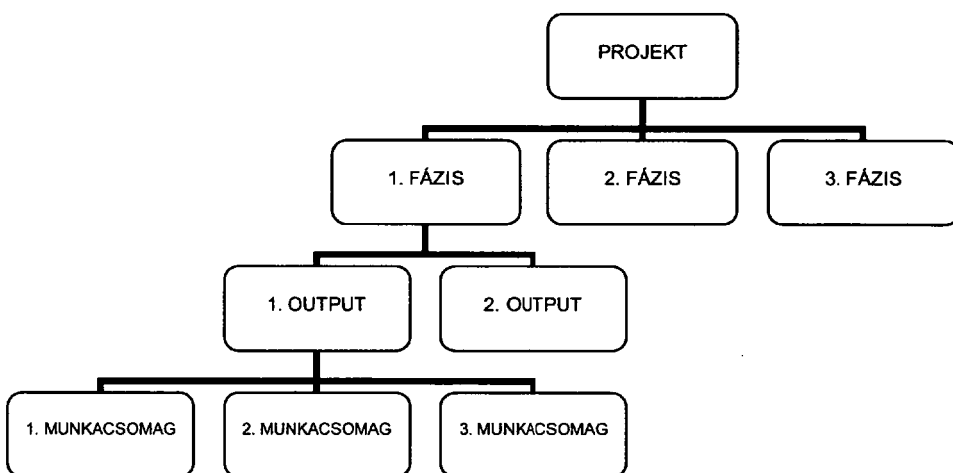 PROJEKT
1. FÁZIS
2. FÁZIS
3. FÁZIS
1. OUTPUT
2. OUTPUT
1. MUNKACSOMAG
2. MUNKACSOMAG
3. MUNKACSOMAG